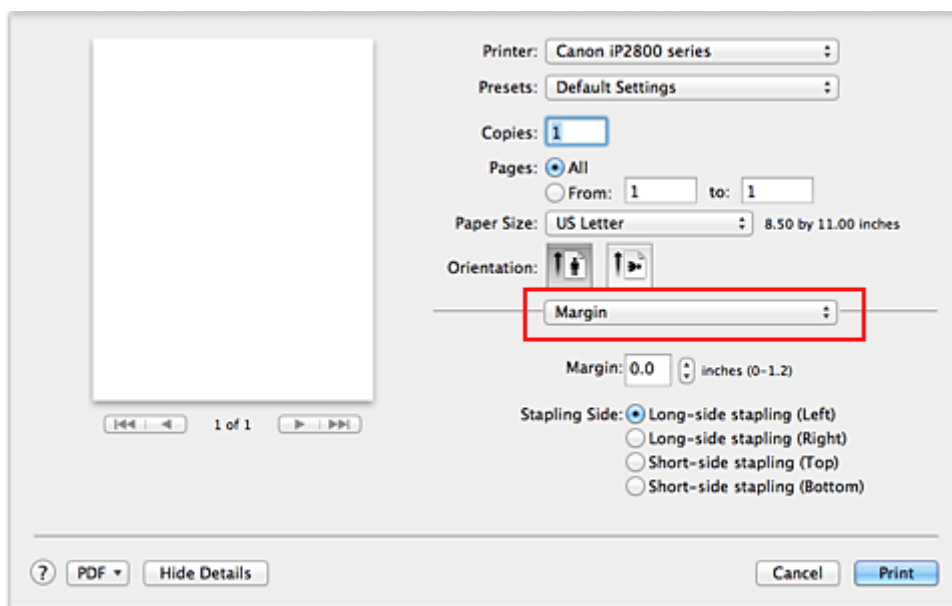 Printer: Canon iP2800 series
Presets: Default Settings
Copies: 1
Pages: All
From: 1 to: 1
Paper Size: US Letter 8.50 by 11.00 inches
Orientation:
Margin
Margin: 0.0 inches (0-1.2)
1 of 1
Stapling Side: Long-side stapling (Left)
Long-side stapling (Right)
Short-side stapling (Top)
Short-side stapling (Bottom)
? PDF Hide Details Cancel Print